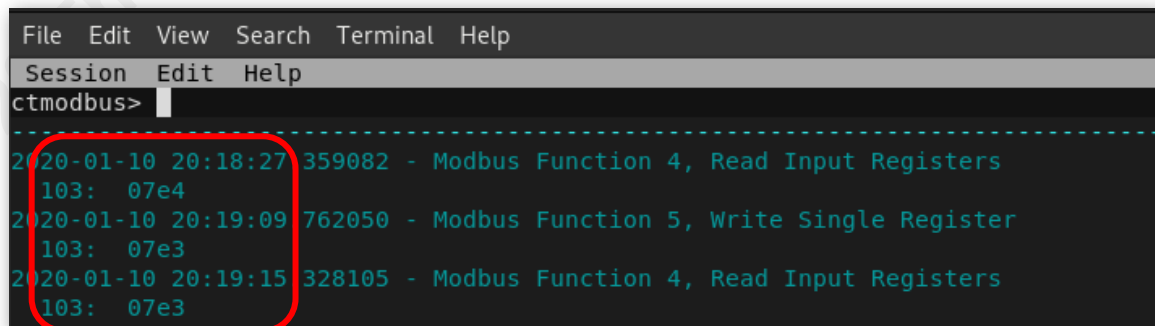 File Edit View Search Terminal Help
Session Edit Help
ctmodbus>
2020-01-10 20:18:27 359082 - Modbus Function 4, Read Input Registers
103: 07e4
2020-01-10 20:19:09 762050 - Modbus Function 5, Write Single Register
103: 07e3
2020-01-10 20:19:15 328105 - Modbus Function 4, Read Input Registers
103: 07e3